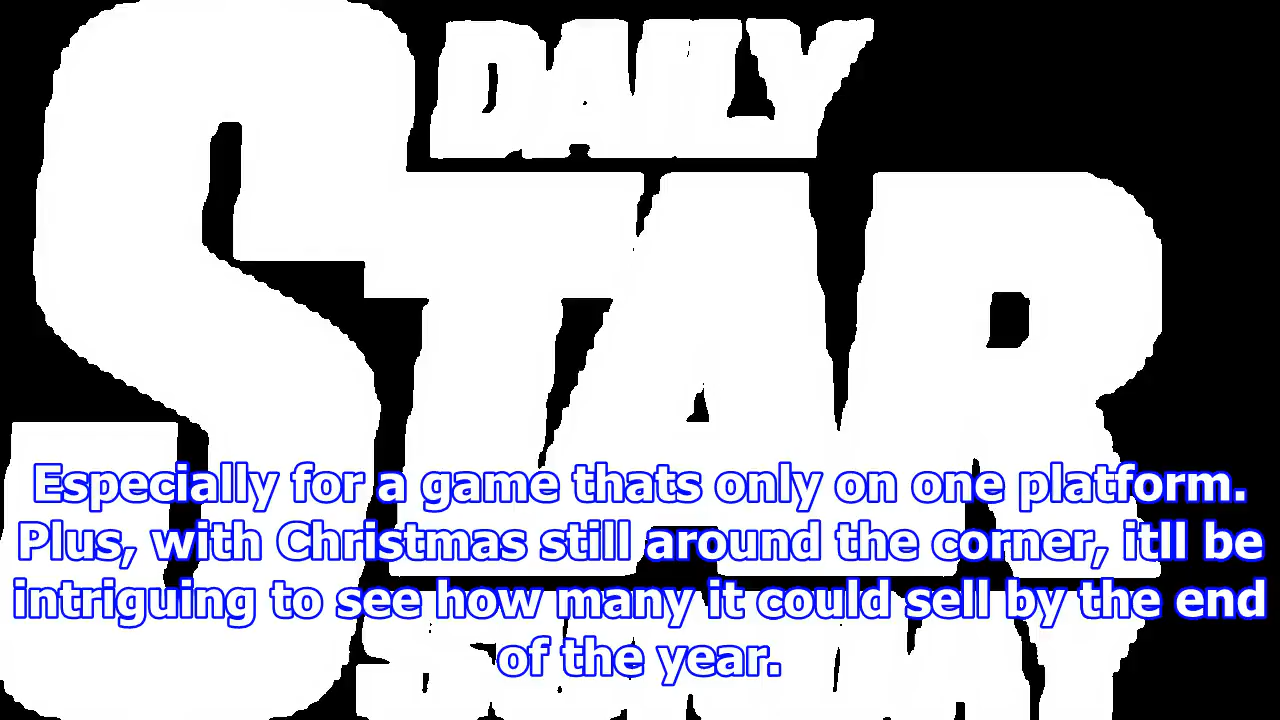 DAILY
STAR
Especially for a game thats only on one platform.
Plus, with Christmas still around the corner, itll be
intriguing to see how many it could sell by the end
of the year.